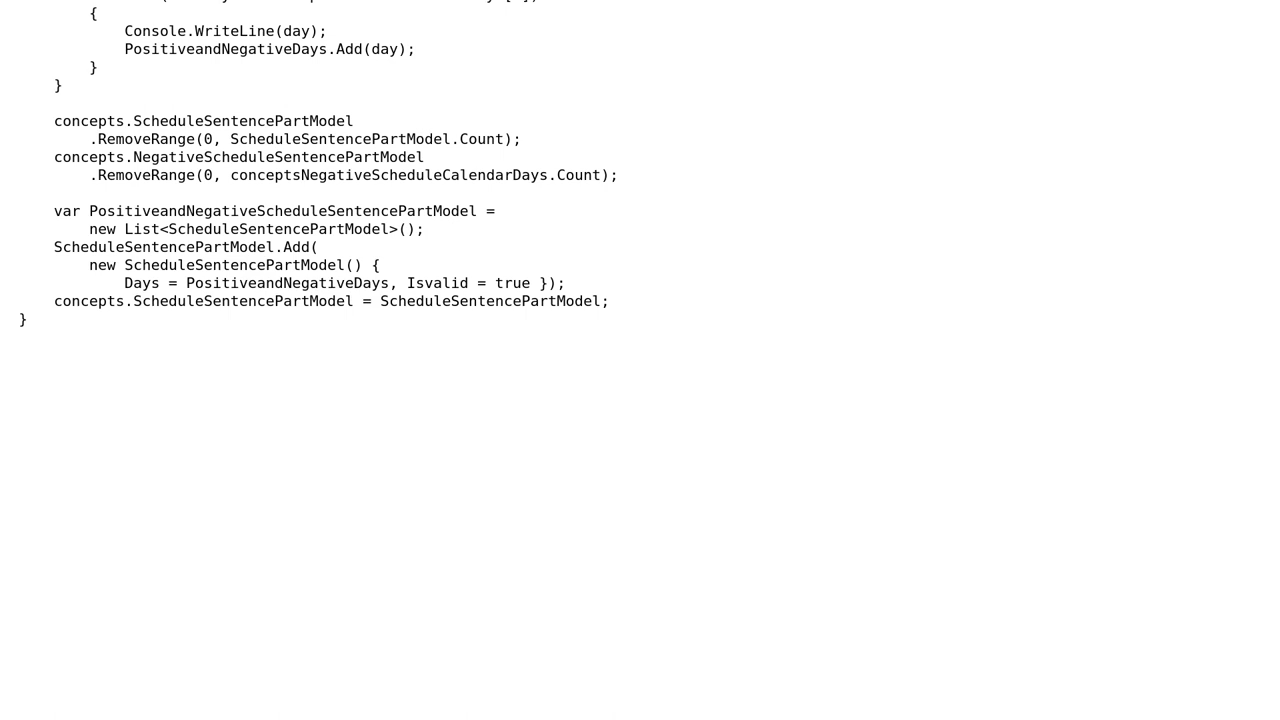 {
Console.WriteLine(day);
PositiveandNegativeDays.Add(day);
}
}
concepts.ScheduleSentencePartModel
.RemoveRange(0, ScheduleSentencePartModel.Count);
concepts.NegativeScheduleSentencePartModel
.RemoveRange(0, conceptsNegativeScheduleCalendarDays.Count);
var PositiveandNegativeScheduleSentencePartModel =
new List<ScheduleSentencePartModel>();
ScheduleSentencePartModel.Add(
new ScheduleSentencePartModel() {
Days = PositiveandNegativeDays, Isvalid = true });
concepts.ScheduleSentencePartModel = ScheduleSentencePartModel;
}